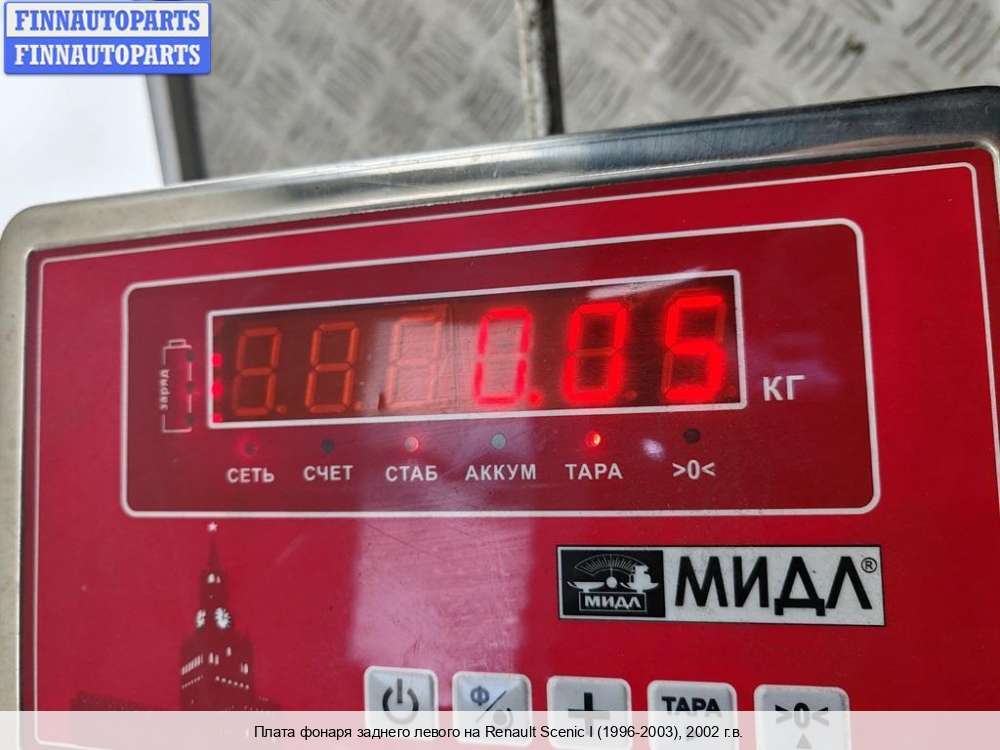 FINNAUTOPARTS
FINNAUTOPARTS
заряд
0.05 КГ
СЕТЬ СЧЕТ СТАБ АККУМ ТАРА >0<
МИДЛ МИДЛ®
Ф ТАРА >0<
Плата фонаря заднего левого на Renault Scenic I (1996-2003), 2002 г.в.